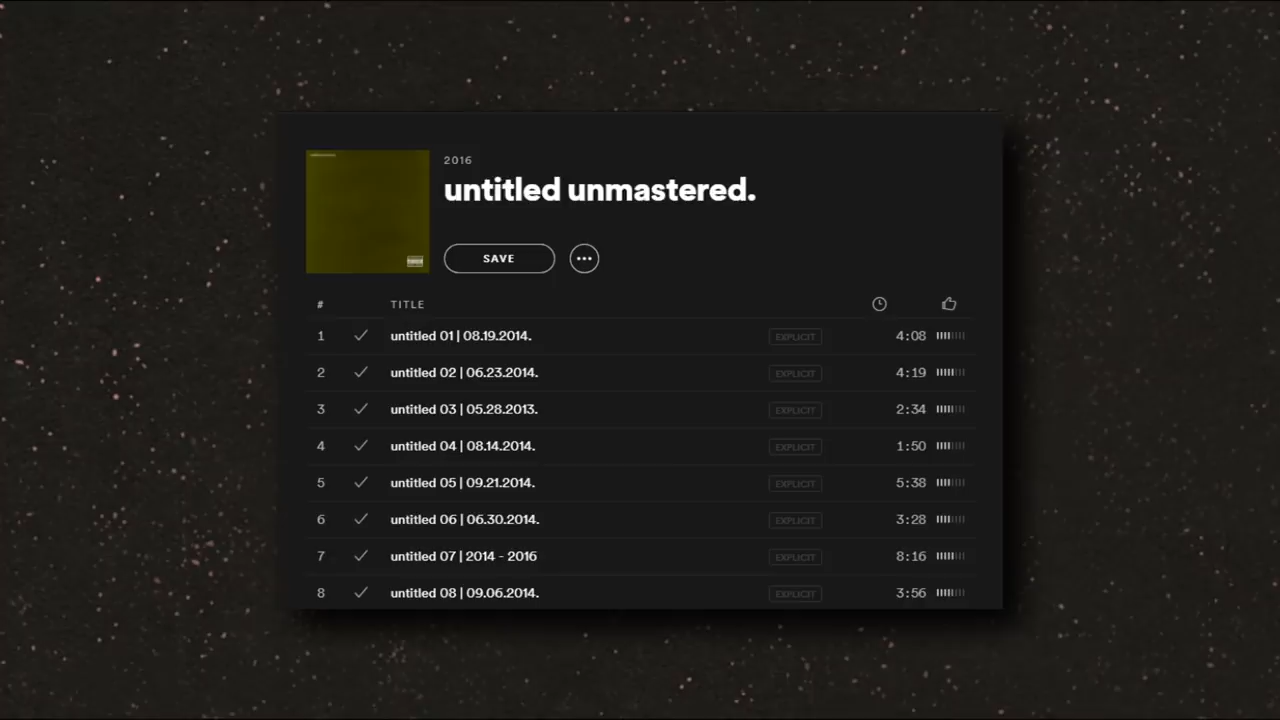 2016
untitled unmastered.
SAVE
# TITLE
1 untitled 01 | 08.19.2014. EXPLICIT 4:08
2 untitled 02 | 06.23.2014. EXPLICIT 4:19
3 untitled 03 | 05.28.2013. EXPLICIT 2:34
4 untitled 04 | 08.14.2014. EXPLICIT 1:50
5 untitled 05 | 09.21.2014. EXPLICIT 5:38
6 untitled 06 | 06.30.2014. EXPLICIT 3:28
7 untitled 07 | 2014 - 2016 EXPLICIT 8:16
8 untitled 08 | 09.06.2014. EXPLICIT 3:56